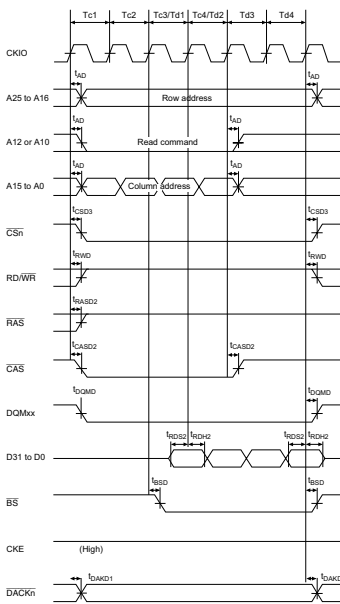 Tc1 Tc2 Tc3/Td1 Tc4/Td2 Td3 Td4
CKIO
tAD tAD
A25 to A16 Row address
tAD tAD
A12 or A10 Read command
tAD tAD
A15 to A0 Column address
tCSD3 tCSD3
CSn
tRWD tRWD
RD/WR
tRASD2
RAS
tCASD2 tCASD2
CAS
tDQMD tDQMD
DQMxx
tRDS2 tRDH2 tRDS2 tRDH2
D31 to D0
tBSD tBSD
BS
CKE (High)
tDAKD1 tDAKD
DACKn